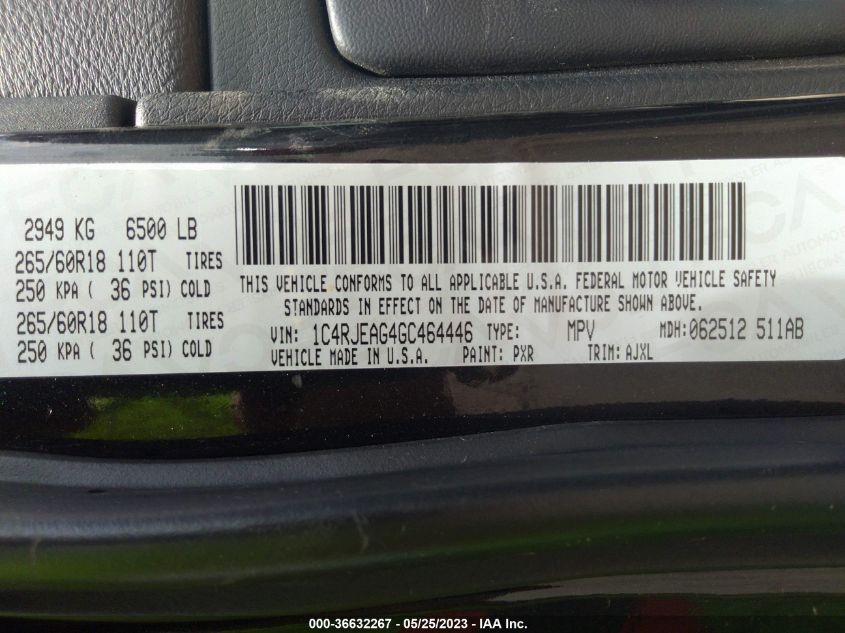 2949 KG 6500 LB
265/60R18 110T TIRES
250 KPA ( 36 PSI) COLD
265/60R18 110T TIRES
250 KPA ( 36 PSI) COLD
THIS VEHICLE CONFORMS TO ALL APPLICABLE U.S.A. FEDERAL MOTOR VEHICLE SAFETY
STANDARDS IN EFFECT ON THE DATE OF MANUFACTURE SHOWN ABOVE.
VIN: 1C4RJEAG4GC464446 TYPE: MPV MDH: 062512 511AB
VEHICLE MADE IN U.S.A. PAINT: PXR TRIM: AJXL
000-36632267 — 05/25/2023 — IAA Inc.